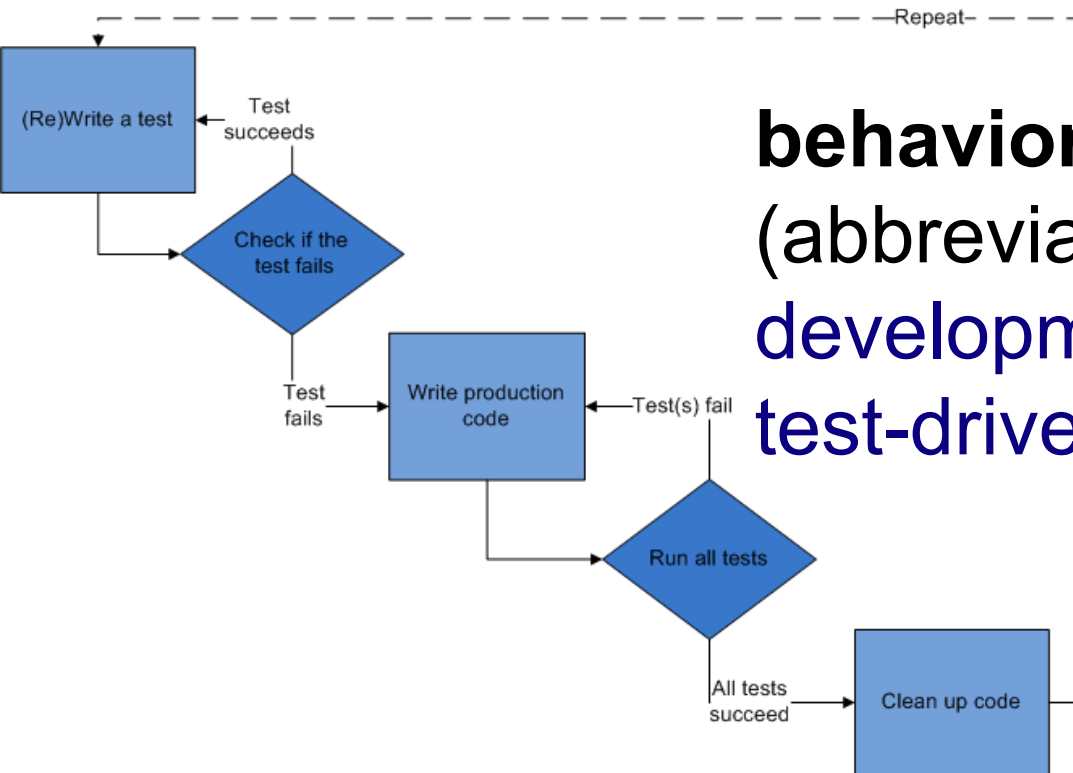 Repeat
(Re)Write a test
Test
succeeds
Check if the
test fails
Test
fails
Write production
code
Test(s) fail
Run all tests
All tests
succeed
Clean up code
behavior
(abbrevia
developm
test-drive